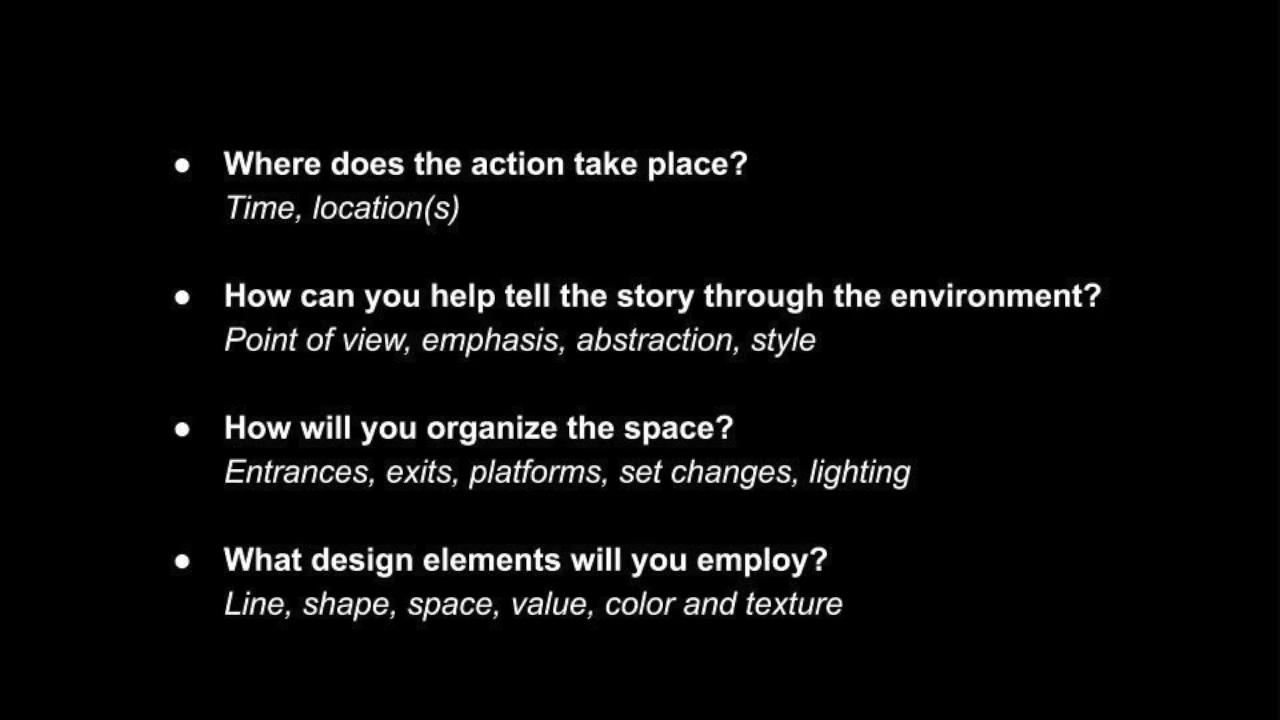 ● Where does the action take place?
Time, location(s)
● How can you help tell the story through the environment?
Point of view, emphasis, abstraction, style
● How will you organize the space?
Entrances, exits, platforms, set changes, lighting
● What design elements will you employ?
Line, shape, space, value, color and texture